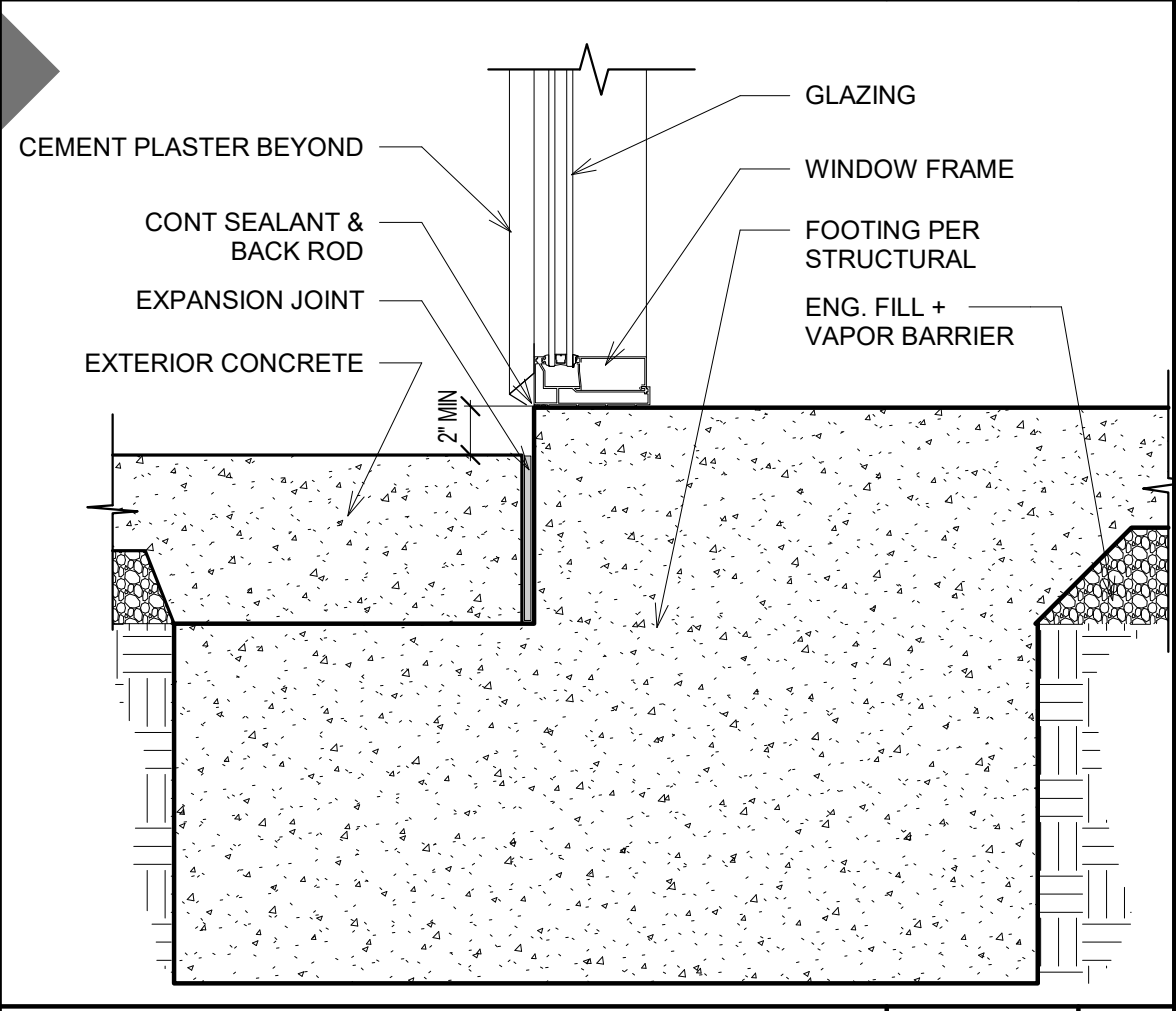 CEMENT PLASTER BEYOND
CONT SEALANT &
BACK ROD
EXPANSION JOINT
EXTERIOR CONCRETE
2" MIN
GLAZING
WINDOW FRAME
FOOTING PER
STRUCTURAL
ENG. FILL +
VAPOR BARRIER